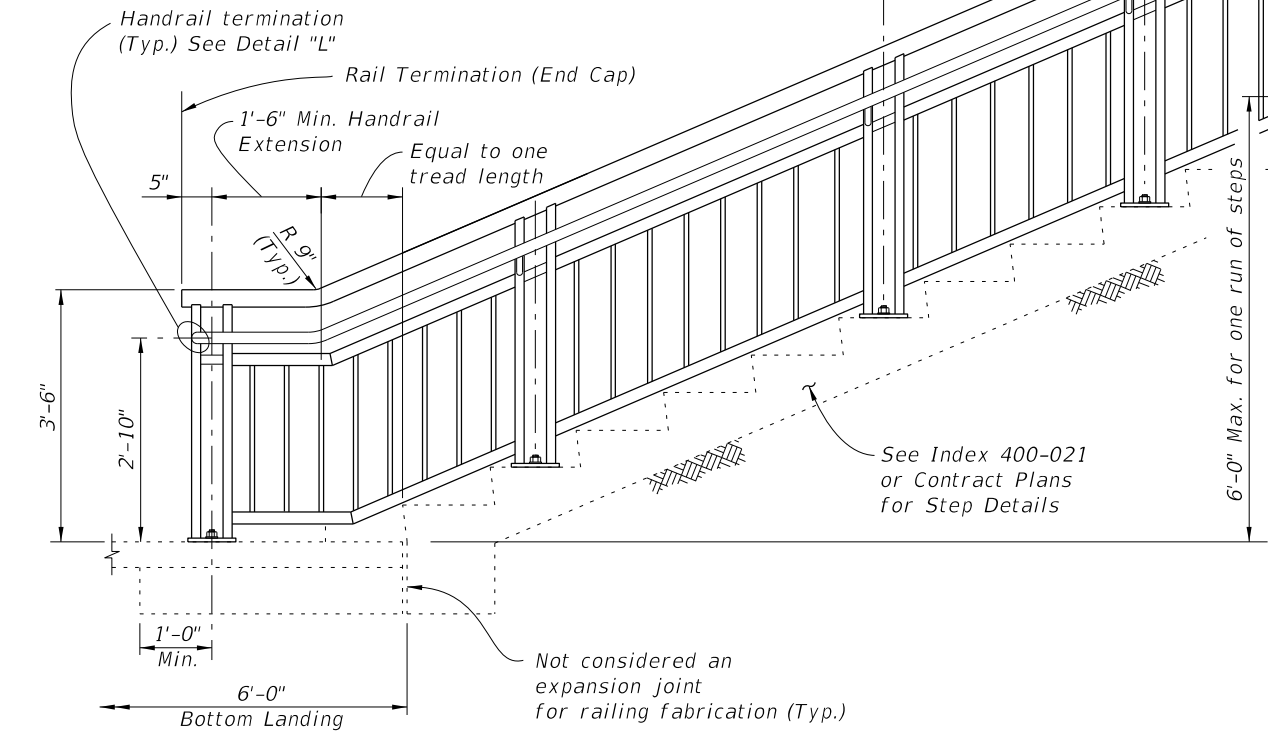 Handrail termination
(Typ.) See Detail "L"
Rail Termination (End Cap)
1'-6" Min. Handrail
Extension
Equal to one
tread length
5"
R 9"
(Typ.)
3'-6"
2'-10"
6'-0" Max. for one run of steps
See Index 400-021
or Contract Plans
for Step Details
1'-0"
Min.
6'-0"
Bottom Landing
Not considered an
expansion joint
for railing fabrication (Typ.)